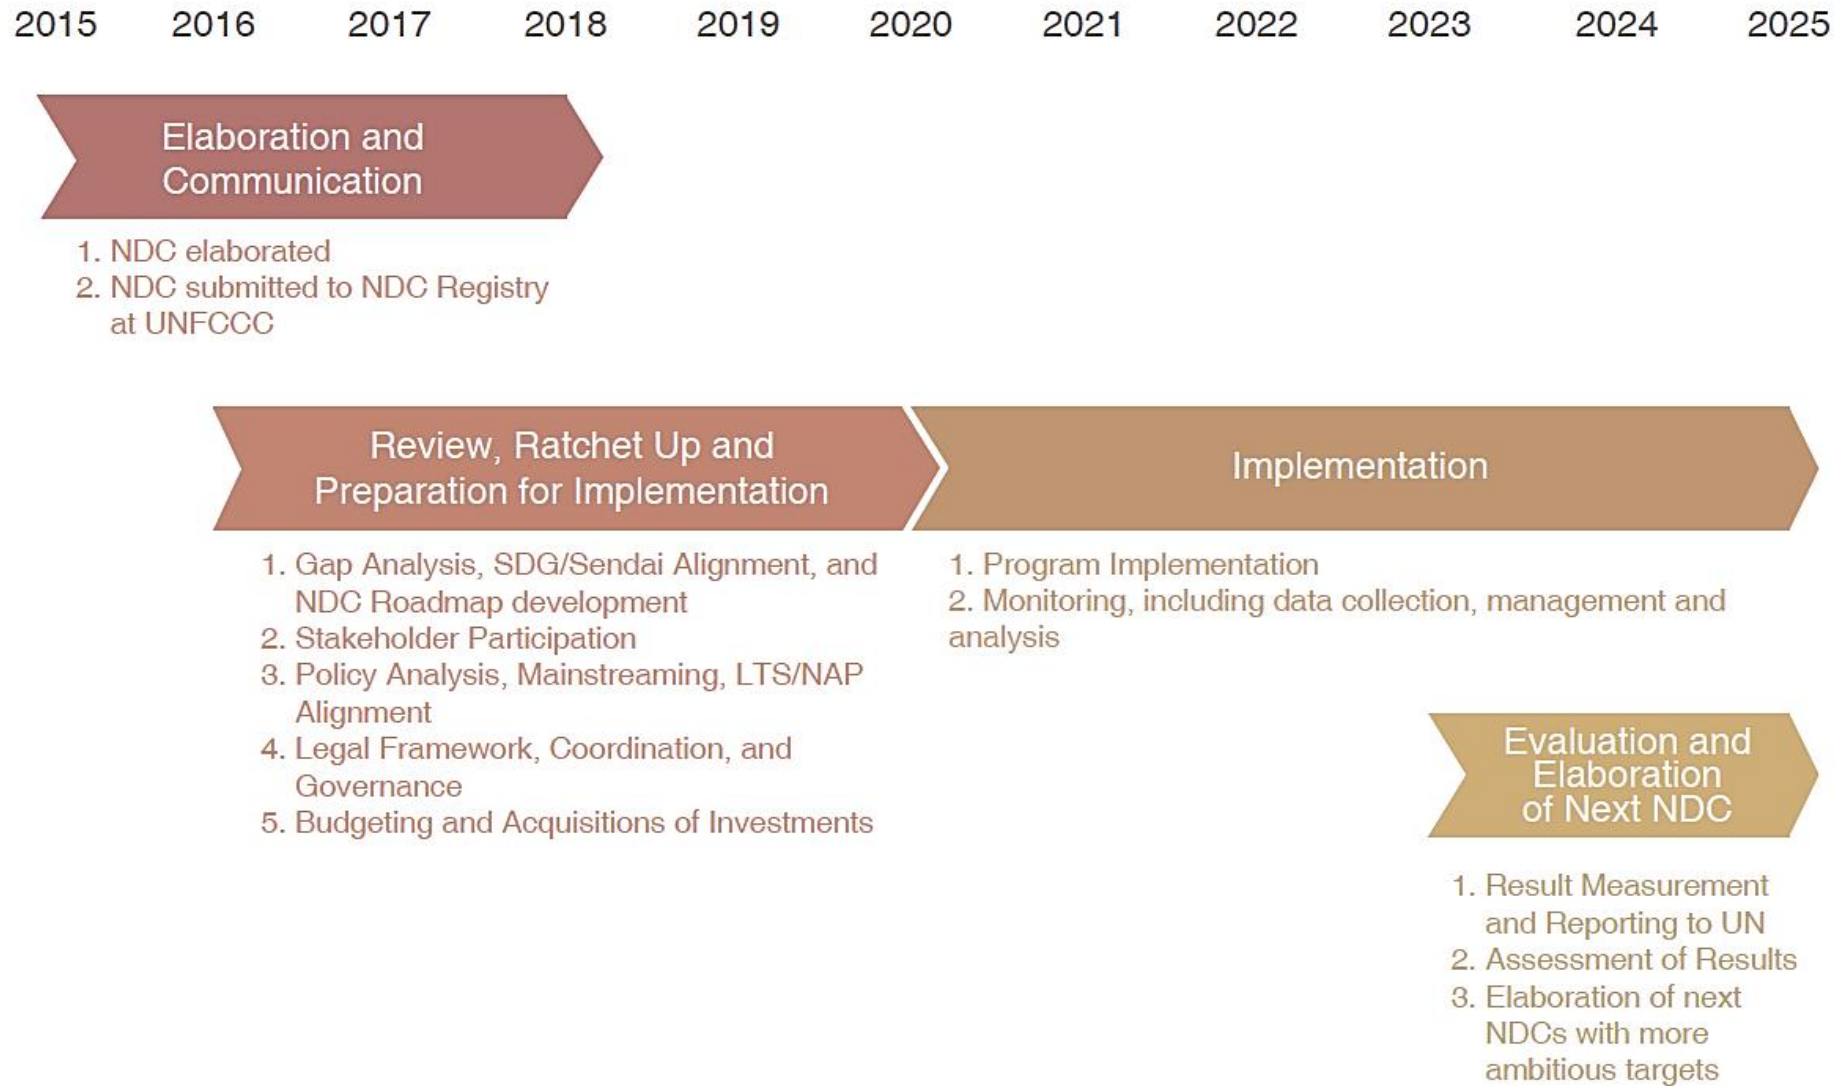 2015 2016 2017 2018 2019 2020 2021 2022 2023 2024 2025
Elaboration and
Communication
1. NDC elaborated
2. NDC submitted to NDC Registry
at UNFCCC
Review, Ratchet Up and
Preparation for Implementation
1. Gap Analysis, SDG/Sendai Alignment, and
NDC Roadmap development
2. Stakeholder Participation
3. Policy Analysis, Mainstreaming, LTS/NAP
Alignment
4. Legal Framework, Coordination, and
Governance
5. Budgeting and Acquisitions of Investments
Implementation
1. Program Implementation
2. Monitoring, including data collection, management and
analysis
Evaluation and
Elaboration
of Next NDC
1. Result Measurement
and Reporting to UN
2. Assessment of Results
3. Elaboration of next
NDCs with more
ambitious targets